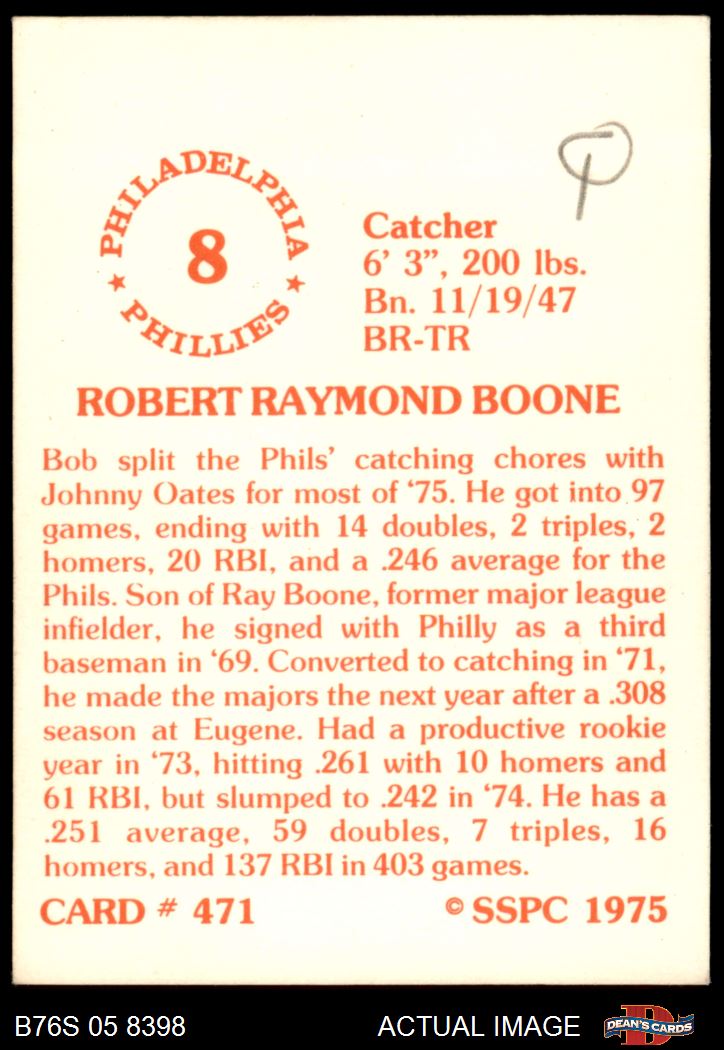 PHILADELPHIA
8
★ PHILLIES ★
P
Catcher
6’ 3”, 200 lbs.
Bn. 11/19/47
BR-TR
ROBERT RAYMOND BOONE
Bob split the Phils’ catching chores with
Johnny Oates for most of ‘75. He got into 97
games, ending with 14 doubles, 2 triples, 2
homers, 20 RBI, and a .246 average for the
Phils. Son of Ray Boone, former major league
infielder, he signed with Philly as a third
baseman in ‘69. Converted to catching in ‘71,
he made the majors the next year after a .308
season at Eugene. Had a productive rookie
year in ‘73, hitting .261 with 10 homers and
61 RBI, but slumped to .242 in ‘74. He has a
.251 average, 59 doubles, 7 triples, 16
homers, and 137 RBI in 403 games.
CARD # 471 © SSPC 1975
B76S 05 8398 ACTUAL IMAGE D DEAN'S CARDS